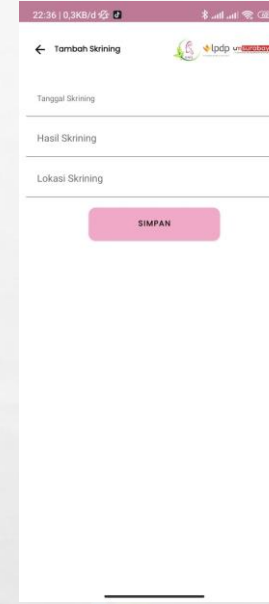 22:36 | 0,3KB/d
Tambah Skrining
lpdp
Tanggal Skrining
Hasil Skrining
Lokasi Skrining
SIMPAN